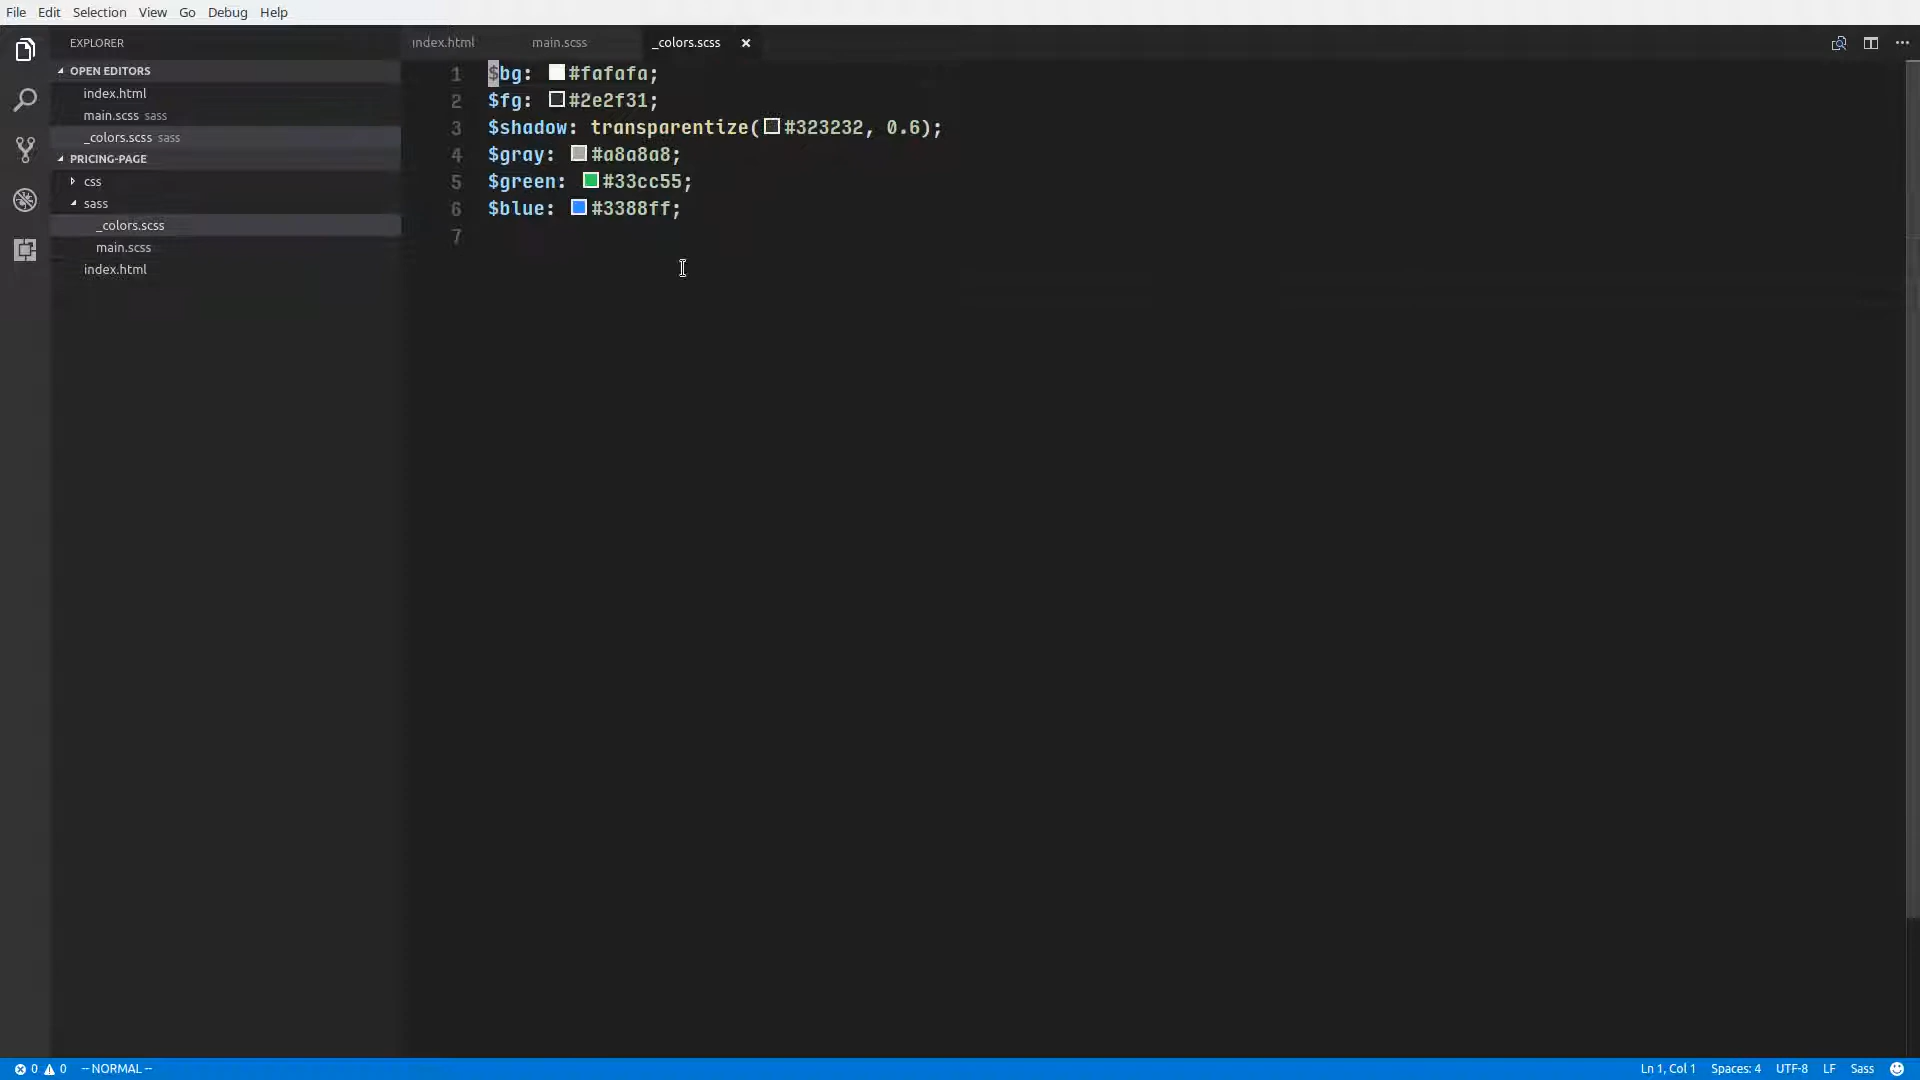 File Edit Selection View Go Debug Help
EXPLORER
OPEN EDITORS
index.html
main.scss sass
_colors.scss sass
PRICING-PAGE
css
sass
_colors.scss
main.scss
index.html
index.html main.scss _colors.scss
1 $bg: #fafafa;
2 $fg: #2e2f31;
3 $shadow: transparentize(#323232, 0.6);
4 $gray: #a8a8a8;
5 $green: #33cc55;
6 $blue: #3388ff;
7
0 0 -- NORMAL -- Ln 1, Col 1 Spaces: 4 UTF-8 LF Sass